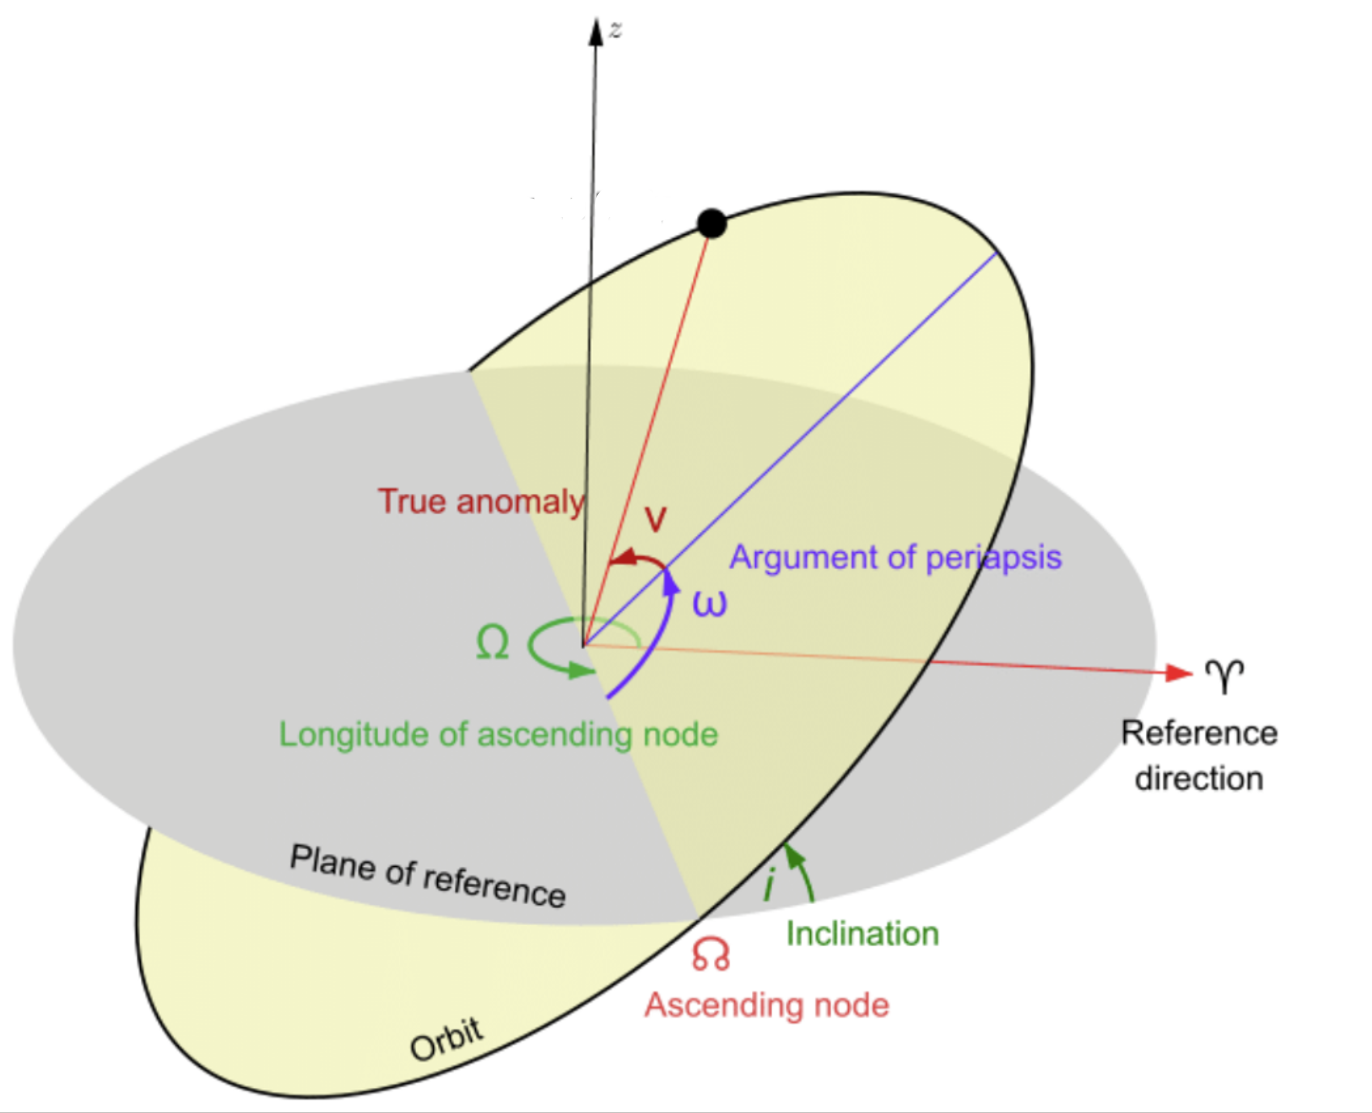 z
True anomaly
ν
Argument of periapsis
ω
Ω
♈
Longitude of ascending node
Reference
direction
Plane of reference
i
Inclination
☊
Ascending node
Orbit